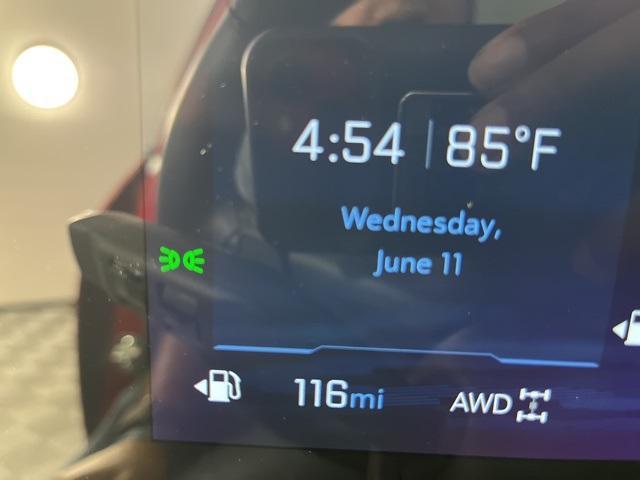 4:54 | 85°F
Wednesday,
June 11
116mi AWD